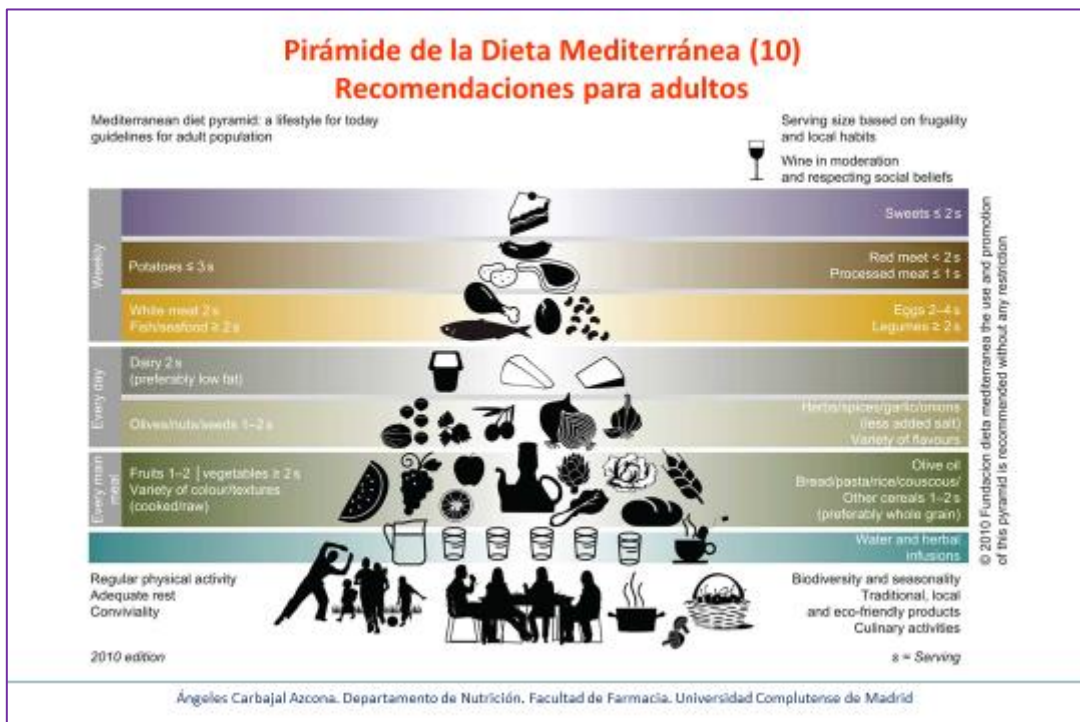 Pirámide de la Dieta Mediterránea (10)
Recomendaciones para adultos
Mediterranean diet pyramid: a lifestyle for today
guidelines for adult population
Serving size based on frugality
and local habits
Wine in moderation
and respecting social beliefs
Weekly
Sweets ≤ 2 s
Potatoes ≤ 3 s
Red meet < 2 s
Processed meat ≤ 1 s
White meat 2 s
Fish/seafood ≥ 2 s
Eggs 2–4 s
Legumes ≥ 2 s
Every day
Dairy 2 s
(preferably low fat)
Olives/nuts/seeds 1–2 s
Herbs/spices/garlic/onions
(less added salt)
Variety of flavours
Every main
meal
Fruits 1–2 | vegetables ≥ 2 s
Variety of colour/textures
(cooked/raw)
Olive oil
Bread/pasta/rice/couscous/
Other cereals 1–2 s
(preferably whole grain)
Water and herbal
infusions
Regular physical activity
Adequate rest
Conviviality
Biodiversity and seasonality
Traditional, local
and eco-friendly products
Culinary activities
2010 edition
s = Serving
© 2010 Fundacion dieta mediterranea the use and promotion
of this pyramid is recommended without any restriction
Ángeles Carbajal Azcona. Departamento de Nutrición. Facultad de Farmacia. Universidad Complutense de Madrid